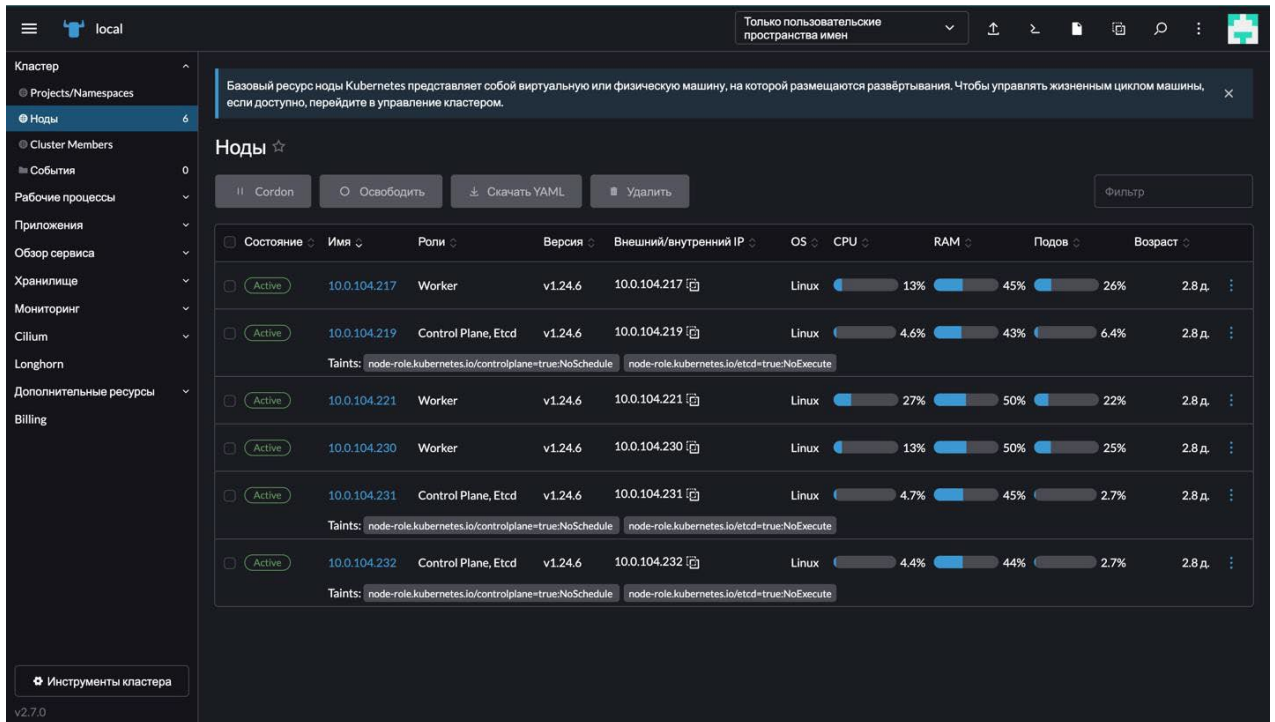 local
Только пользовательские
пространства имен
Кластер
Projects/Namespaces
Ноды 6
Cluster Members
События 0
Рабочие процессы
Приложения
Обзор сервиса
Хранилище
Мониторинг
Cilium
Longhorn
Дополнительные ресурсы
Billing
Инструменты кластера
v2.7.0
Базовый ресурс ноды Kubernetes представляет собой виртуальную или физическую машину, на которой размещаются развёртывания. Чтобы управлять жизненным циклом машины,
если доступно, перейдите в управление кластером.
Ноды
Cordon Освободить Скачать YAML Удалить Фильтр
Состояние Имя Роли Версия Внешний/внутренний IP OS CPU RAM Подов Возраст
Active 10.0.104.217 Worker v1.24.6 10.0.104.217 Linux 13% 45% 26% 2.8 д.
Active 10.0.104.219 Control Plane, Etcd v1.24.6 10.0.104.219 Linux 4.6% 43% 6.4% 2.8 д.
Taints: node-role.kubernetes.io/controlplane=true:NoSchedule node-role.kubernetes.io/etcd=true:NoExecute
Active 10.0.104.221 Worker v1.24.6 10.0.104.221 Linux 27% 50% 22% 2.8 д.
Active 10.0.104.230 Worker v1.24.6 10.0.104.230 Linux 13% 50% 25% 2.8 д.
Active 10.0.104.231 Control Plane, Etcd v1.24.6 10.0.104.231 Linux 4.7% 45% 2.7% 2.8 д.
Taints: node-role.kubernetes.io/controlplane=true:NoSchedule node-role.kubernetes.io/etcd=true:NoExecute
Active 10.0.104.232 Control Plane, Etcd v1.24.6 10.0.104.232 Linux 4.4% 44% 2.7% 2.8 д.
Taints: node-role.kubernetes.io/controlplane=true:NoSchedule node-role.kubernetes.io/etcd=true:NoExecute